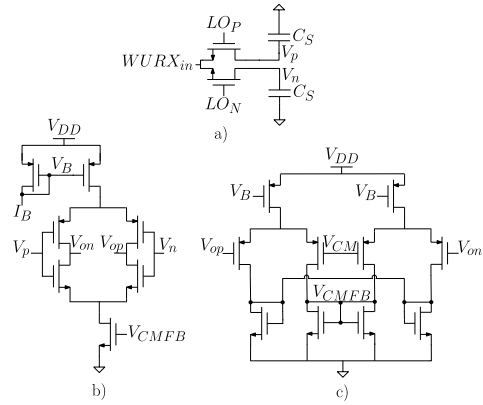 LO_P
C_S
V_p
WURX_in
V_n
C_S
LO_N
a)
V_DD
V_B
I_B
V_p
V_on
V_op
V_n
V_CMFB
b)
V_DD
V_B
V_B
V_op
V_CM
V_on
V_CMFB
c)